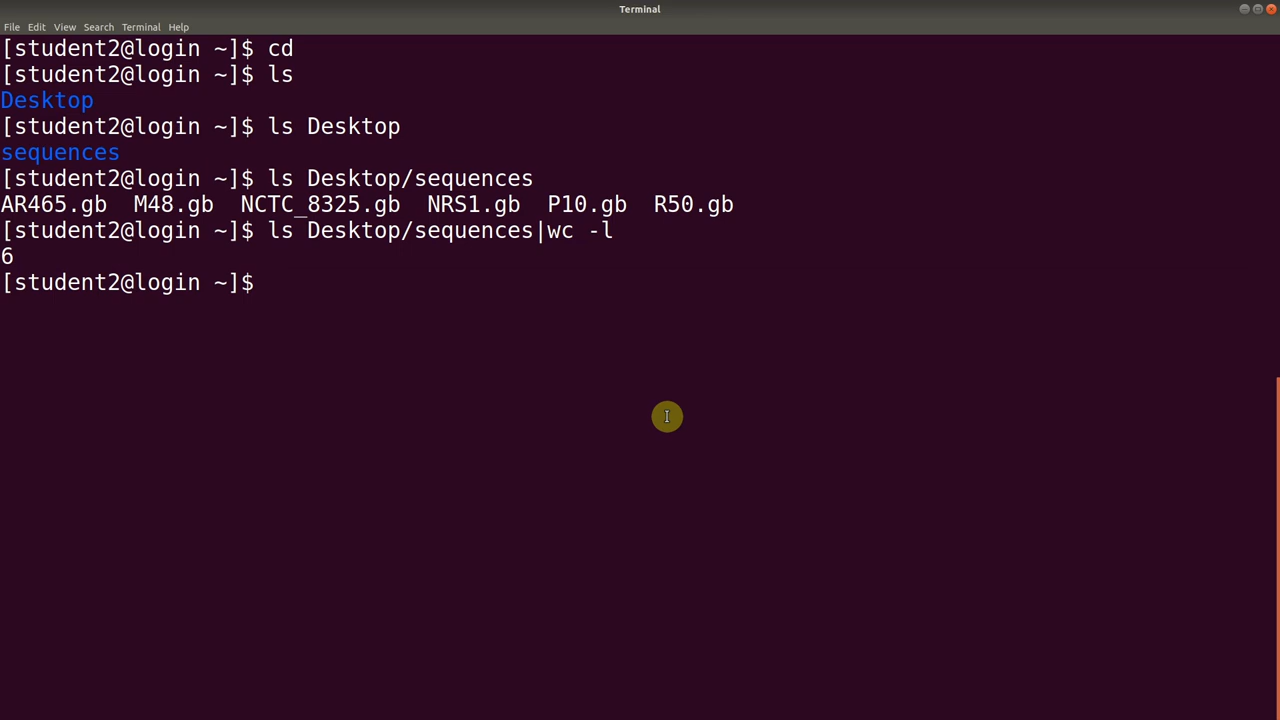 Terminal
File Edit View Search Terminal Help
[student2@login ~]$ cd
[student2@login ~]$ ls
Desktop
[student2@login ~]$ ls Desktop
sequences
[student2@login ~]$ ls Desktop/sequences
AR465.gb  M48.gb  NCTC_8325.gb  NRS1.gb  P10.gb  R50.gb
[student2@login ~]$ ls Desktop/sequences|wc -l
6
[student2@login ~]$